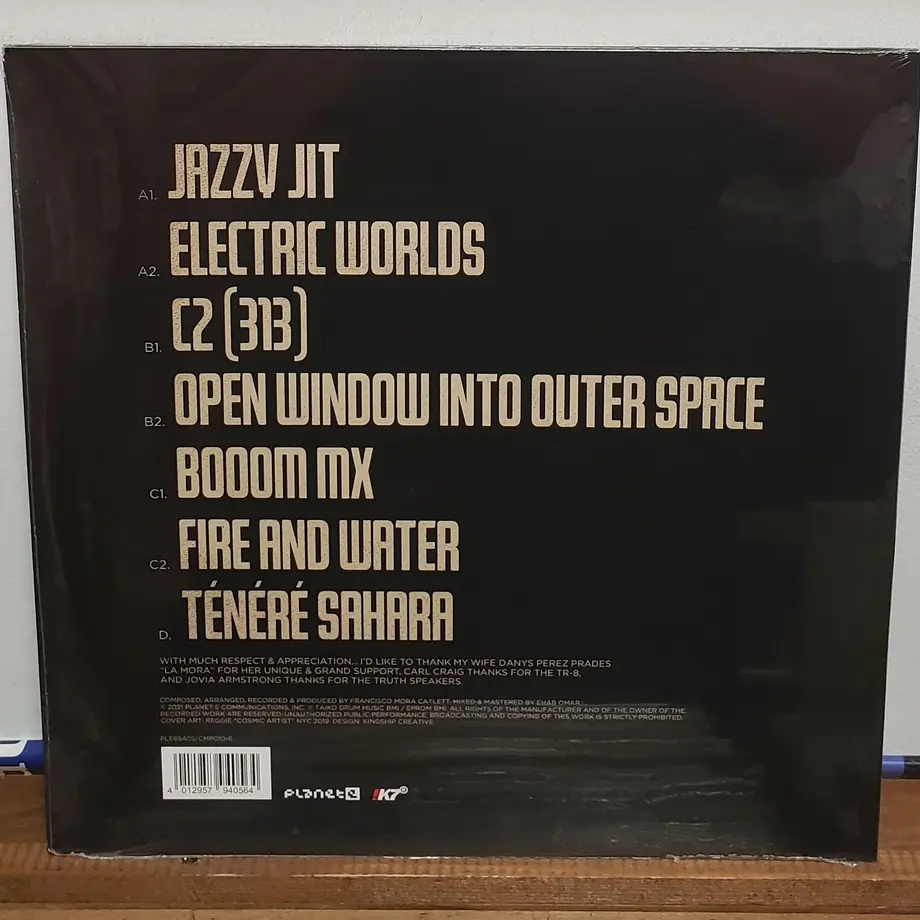 A1. JAZZY JIT
A2. ELECTRIC WORLDS
B1. C2 (313)
B2. OPEN WINDOW INTO OUTER SPACE
C1. BOOOM MX
C2. FIRE AND WATER
D. TÉNÉRÉ SAHARA
WITH MUCH RESPECT & APPRECIATION... I'D LIKE TO THANK MY WIFE DANYS PEREZ PRADES
"LA MORA" FOR HER UNIQUE & GRAND SUPPORT, CARL CRAIG THANKS FOR THE TR-8,
AND JOVIA ARMSTRONG THANKS FOR THE TRUTH SPEAKERS.
COMPOSED, ARRANGED, RECORDED & PRODUCED BY FRANCISCO MORA CATLETT. MIXED & MASTERED BY EHAB OMAR.
© 2021 PLANET E COMMUNICATIONS, INC. ℗ TAIKO DRUM MUSIC BMI / EPROM BMI. ALL RIGHTS OF THE MANUFACTURER AND OF THE OWNER OF THE
RECORDED WORK ARE RESERVED. UNAUTHORIZED PUBLIC PERFORMANCE, BROADCASTING AND COPYING OF THIS WORK IS STRICTLY PROHIBITED.
COVER ART: REGGIE "COSMIC ARTIST" NYC 2019. DESIGN: KINGSHIP CREATIVE.
PLE65405/CMP010-6
4 012957 940564
PLANET E !K7®